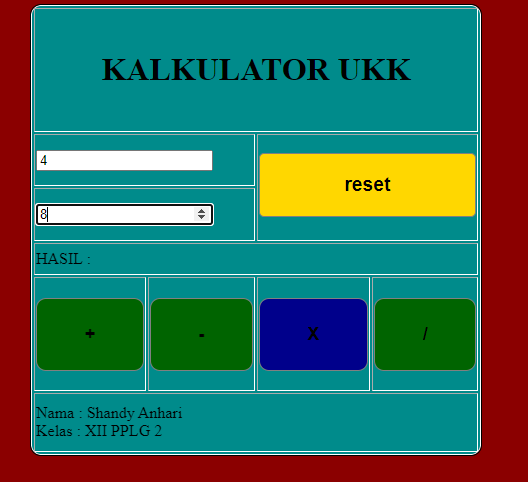 KALKULATOR UKK
4
reset
8
HASIL :
+
-
X
/
Nama : Shandy Anhari
Kelas : XII PPLG 2